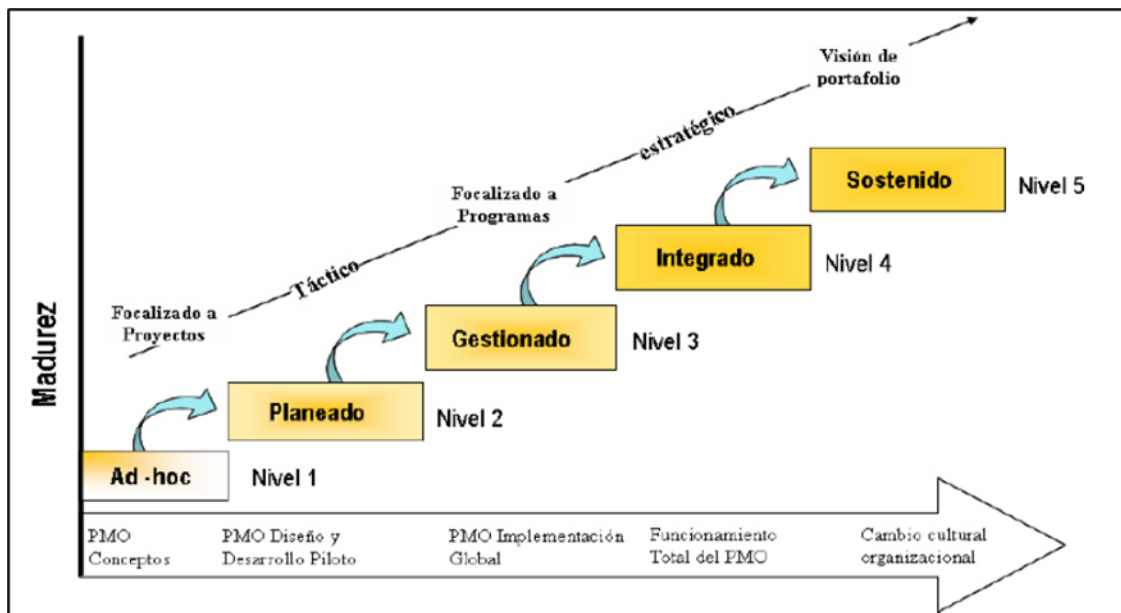 Visión de
portafolio
estratégico
Focalizado a
Programas
Táctico
Focalizado a
Proyectos
Madurez
Sostenido
Nivel 5
Integrado
Nivel 4
Gestionado
Nivel 3
Planeado
Nivel 2
Ad -hoc
Nivel 1
PMO
Conceptos
PMO Diseño y
Desarrollo Piloto
PMO Implementación
Global
Funcionamiento
Total del PMO
Cambio cultural
organizacional